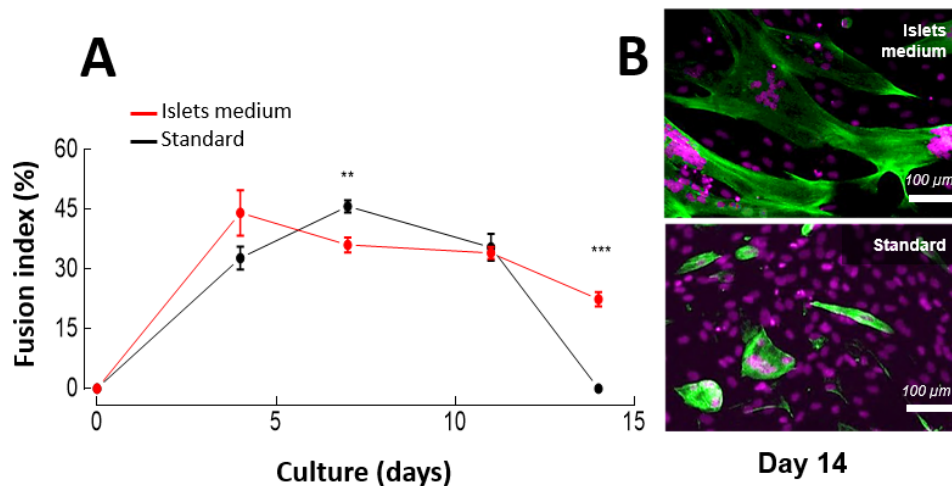 A
Islets medium
Standard
Fusion index (%)
60
45
30
15
0
**
***
0
5
10
15
Culture (days)
B
Islets
medium
100 µm
Standard
100 µm
Day 14